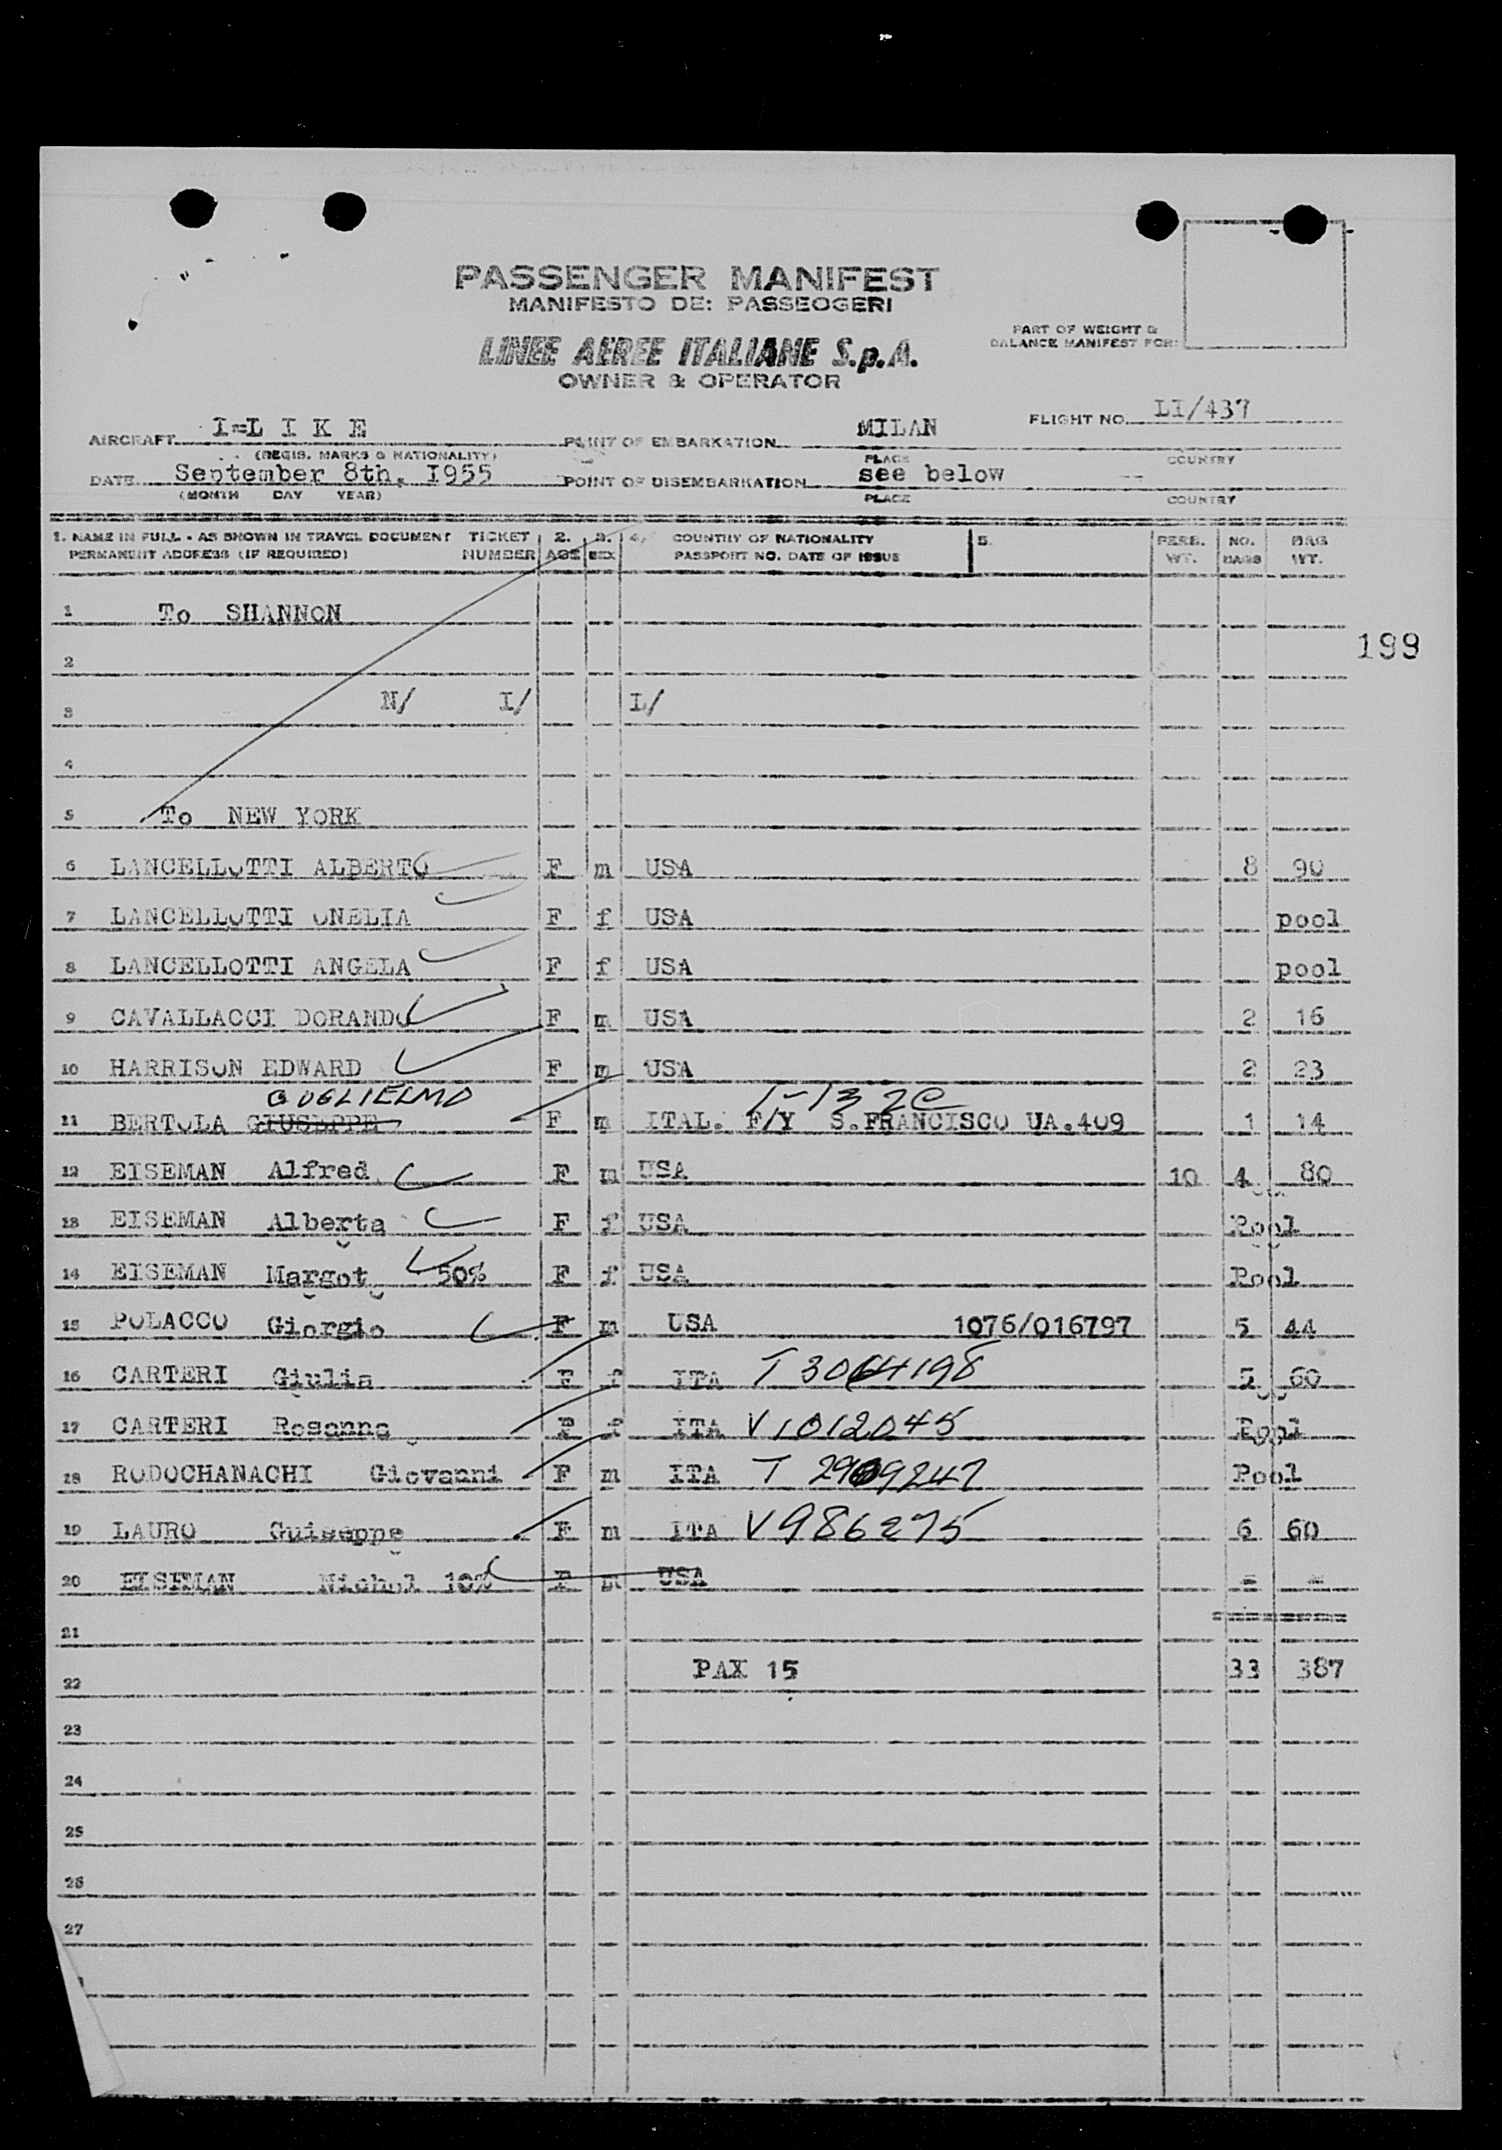 PASSENGER MANIFEST
MANIFESTO DE: PASSEOGERI
LINEE AEREE ITALIANE S.p.A.
OWNER & OPERATOR
PART OF WEIGHT &
BALANCE MANIFEST FOR:
AIRCRAFT I-L I K E POINT OF EMBARKATION MILAN FLIGHT NO. LI/437
(REGIS. MARKS & NATIONALITY) PLACE COUNTRY
DATE September 8th, I955 POINT OF DISEMBARKATION see below
(MONTH DAY YEAR) PLACE COUNTRY
1. NAME IN FULL - AS SHOWN IN TRAVEL DOCUMENT TICKET 2. 3. 4. COUNTRY OF NATIONALITY 5. PERS. NO. BAG
PERMANENT ADDRESS (IF REQUIRED) NUMBER AGE SEX PASSPORT NO. DATE OF ISSUE WT. BAGS WT.
1 To SHANNON
199
2
3 N/ I/ L/
4
5 To NEW YORK
6 LANCELLOTTI ALBERTO F m USA 8 90
7 LANCELLOTTI ONELIA F f USA pool
8 LANCELLOTTI ANGELA F f USA pool
9 CAVALLACCI DORANDO F m USA 2 16
10 HARRISON EDWARD F m USA 2 23
GUGLIELMO T-1320
11 BERTOLA GIUSEPPE F m ITAL. F/Y S.FRANCISCO UA.409 1 14
12 EISEMAN Alfred F m USA 10 4 80
13 EISEMAN Alberta F f USA Pool
14 EISEMAN Margot 50% F f USA Pool
15 POLACCO Giorgio F m USA 1076/016797 5 44
16 CARTERI Giulia F f ITA T 3064198 5 60
17 CARTERI Rosanna F f ITA V1012045 Pool
18 RODOCHANACHI Giovanni F m ITA T 2909247 Pool
19 LAURO Guiseppe F m ITA V986275 6 60
20 EISEMAN 10% F m USA - -
21
22 PAX 15 33 387
23
24
25
26
27